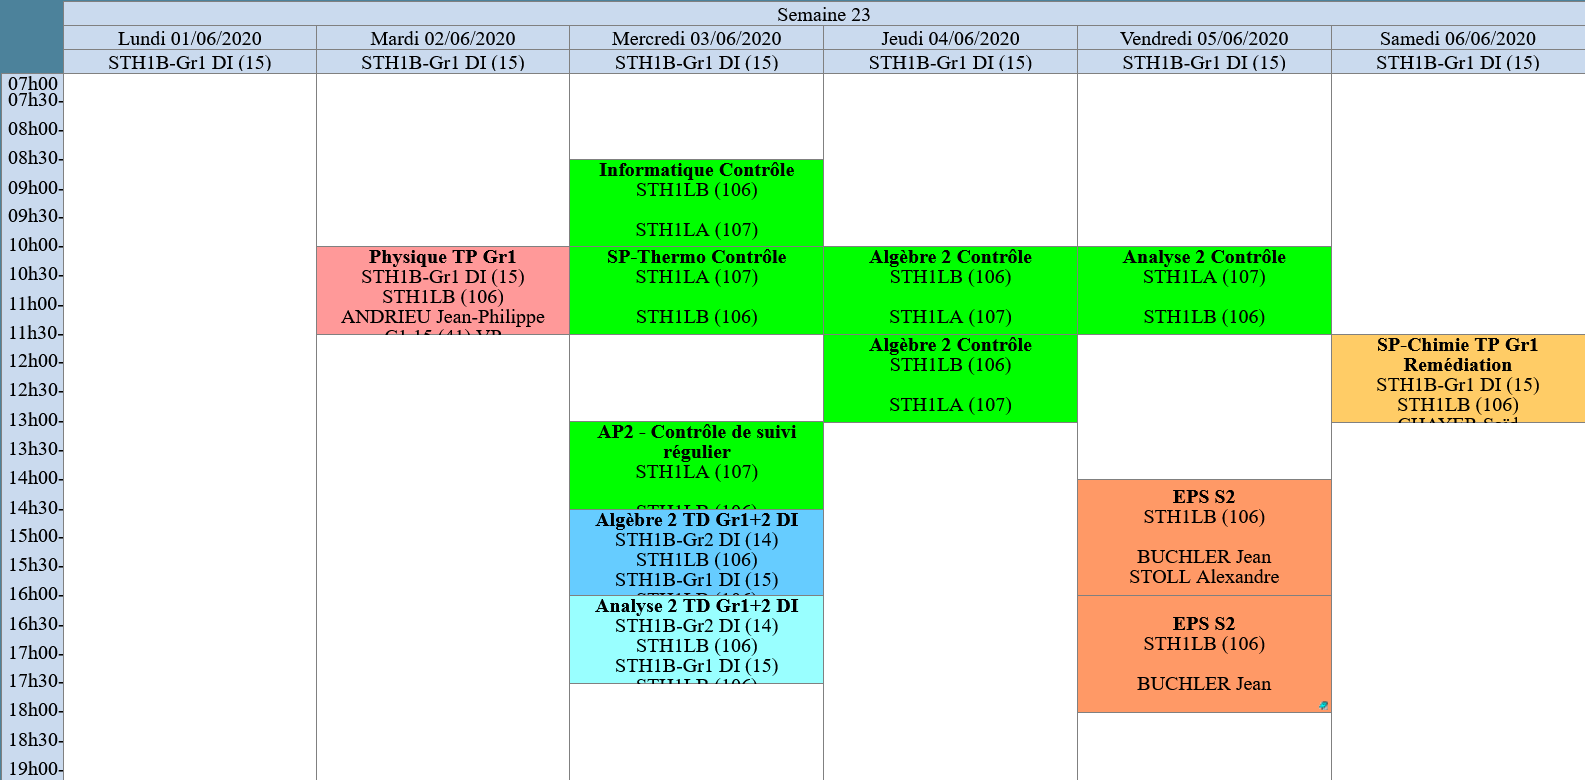 Semaine 23
Lundi 01/06/2020
Mardi 02/06/2020
Mercredi 03/06/2020
Jeudi 04/06/2020
Vendredi 05/06/2020
Samedi 06/06/2020
STH1B-Gr1 DI (15)
STH1B-Gr1 DI (15)
STH1B-Gr1 DI (15)
STH1B-Gr1 DI (15)
STH1B-Gr1 DI (15)
STH1B-Gr1 DI (15)
07h00
07h30-
08h00-
08h30-
09h00-
09h30-
10h00-
10h30-
11h00-
11h30-
12h00-
12h30-
13h00-
13h30-
14h00-
14h30-
15h00-
15h30-
16h00-
16h30-
17h00-
17h30-
18h00-
18h30-
19h00-
Physique TP Gr1
STH1B-Gr1 DI (15)
STH1LB (106)
ANDRIEU Jean-Philippe
Informatique Contrôle
STH1LB (106)
STH1LA (107)
SP-Thermo Contrôle
STH1LA (107)
STH1LB (106)
AP2 - Contrôle de suivi
régulier
STH1LA (107)
STH1LB (106)
Algèbre 2 TD Gr1+2 DI
STH1B-Gr2 DI (14)
STH1LB (106)
STH1B-Gr1 DI (15)
Analyse 2 TD Gr1+2 DI
STH1B-Gr2 DI (14)
STH1LB (106)
STH1B-Gr1 DI (15)
STH1LB (106)
Algèbre 2 Contrôle
STH1LB (106)
STH1LA (107)
Algèbre 2 Contrôle
STH1LB (106)
STH1LA (107)
Analyse 2 Contrôle
STH1LA (107)
STH1LB (106)
EPS S2
STH1LB (106)
BUCHLER Jean
STOLL Alexandre
EPS S2
STH1LB (106)
BUCHLER Jean
SP-Chimie TP Gr1
Remédiation
STH1B-Gr1 DI (15)
STH1LB (106)